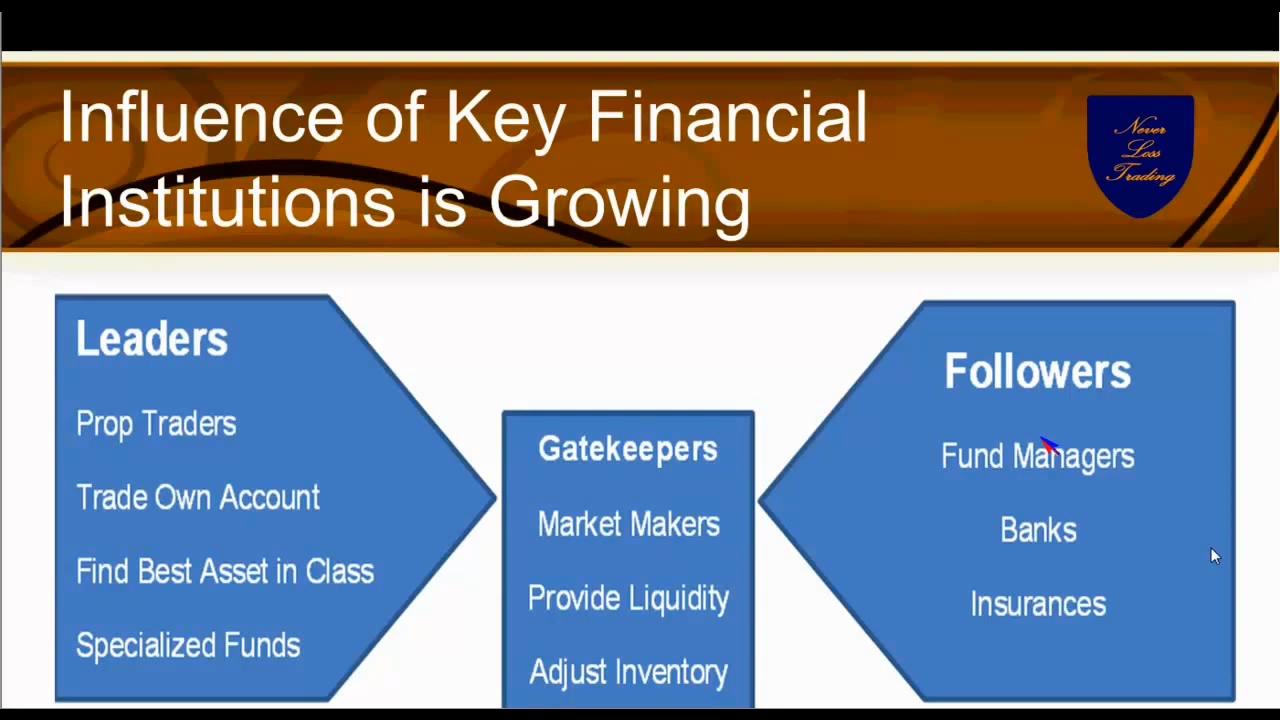 Influence of Key Financial
Institutions is Growing
Never
Loss
Trading
Leaders
Prop Traders
Trade Own Account
Find Best Asset in Class
Specialized Funds
Gatekeepers
Market Makers
Provide Liquidity
Adjust Inventory
Followers
Fund Managers
Banks
Insurances